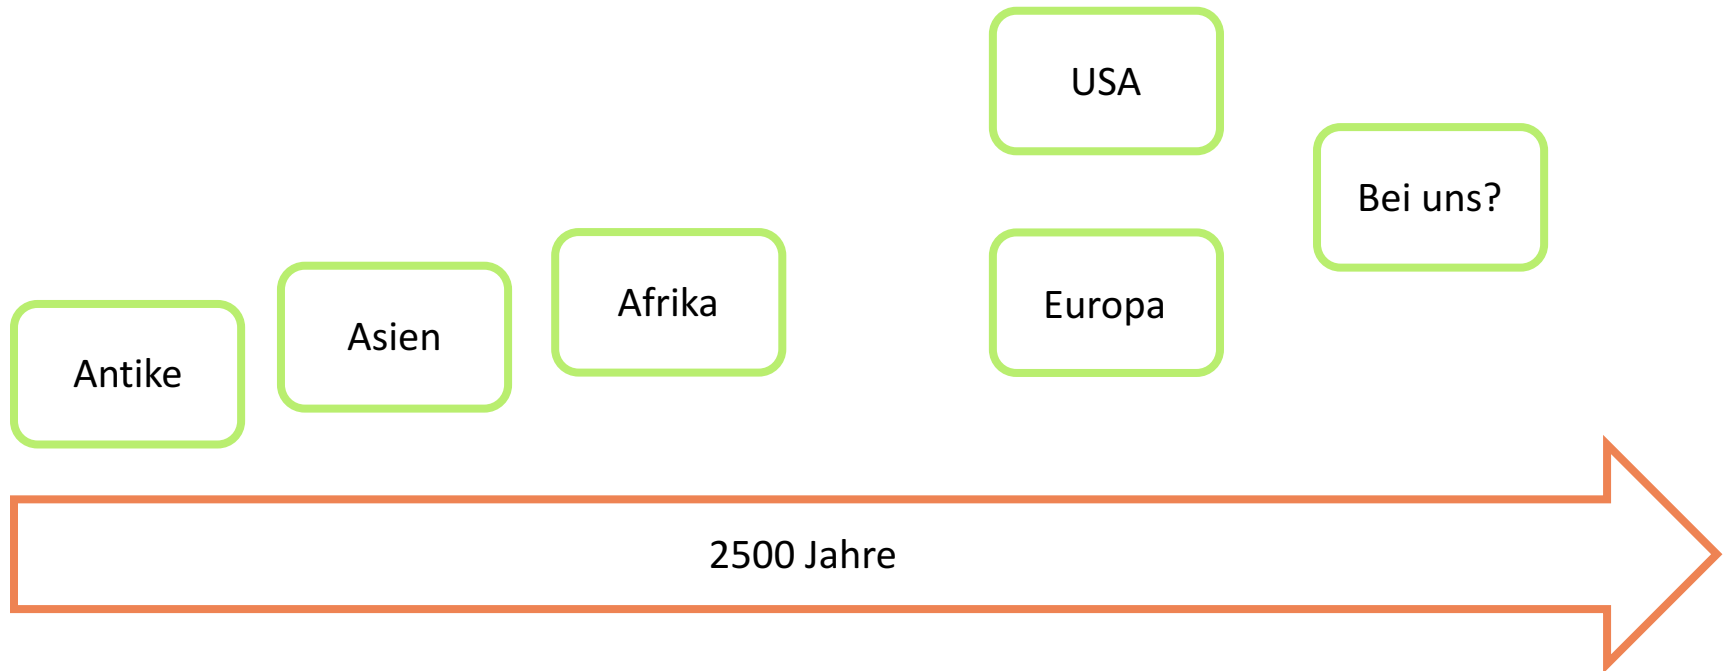 Antike
Asien
Afrika
USA
Europa
Bei uns?
2500 Jahre